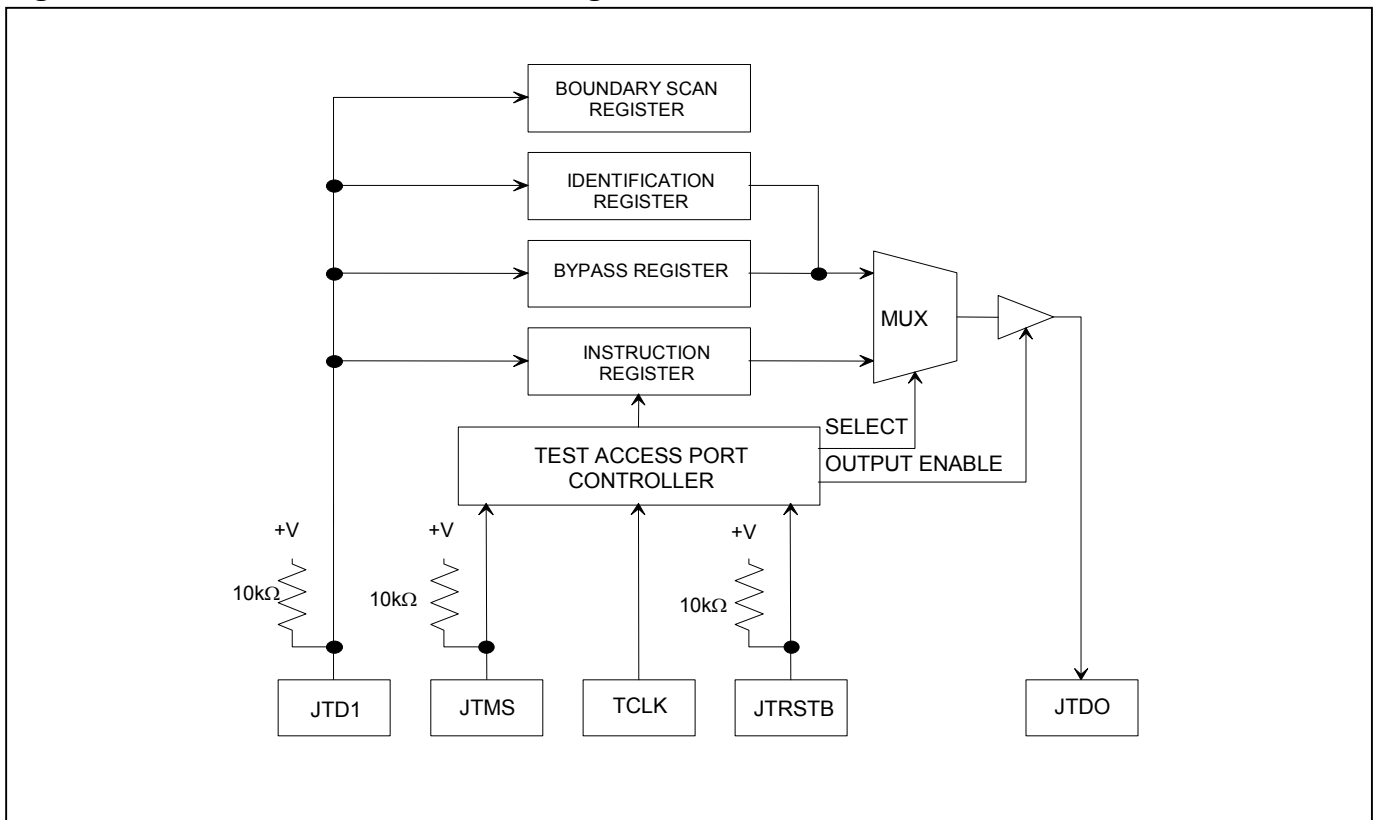 BOUNDARY SCAN
REGISTER
IDENTIFICATION
REGISTER
BYPASS REGISTER
MUX
INSTRUCTION
REGISTER
SELECT
TEST ACCESS PORT
CONTROLLER
OUTPUT ENABLE
+V
+V
+V
10kΩ
10kΩ
10kΩ
JTD1
JTMS
TCLK
JTRSTB
JTDO